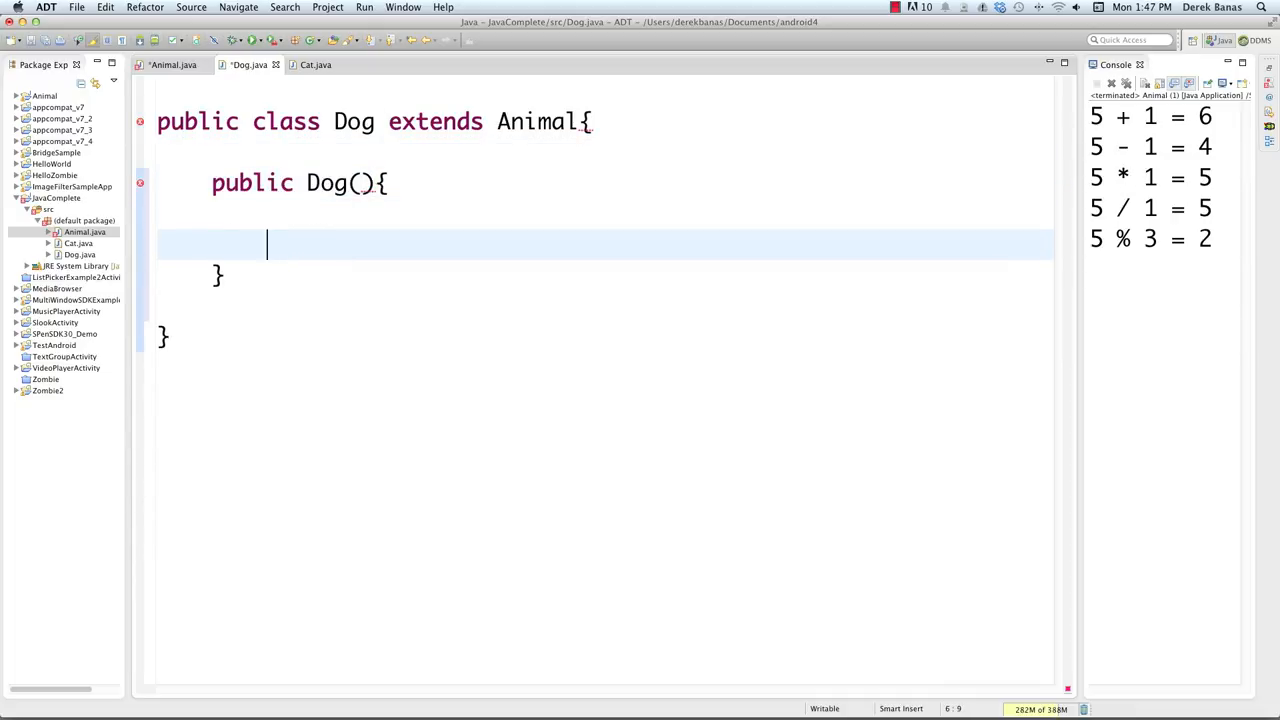 ADT File Edit Refactor Source Navigate Search Project Run Window Help 10 Mon 1:47 PM Derek Banas
Java - JavaComplete/src/Dog.java - ADT - /Users/derekbanas/Documents/android4
Quick Access Java DDMS
Package Exp
Animal
appcompat_v7
appcompat_v7_2
appcompat_v7_3
appcompat_v7_4
BridgeSample
HelloWorld
HelloZombie
ImageFilterSampleApp
JavaComplete
src
(default package)
Animal.java
Cat.java
Dog.java
JRE System Library [Ja
ListPickerExample2Activi
MediaBrowser
MultiWindowSDKExample
MusicPlayerActivity
SlookActivity
SPenSDK30_Demo
TestAndroid
TextGroupActivity
VideoPlayerActivity
Zombie
Zombie2
*Animal.java *Dog.java Cat.java
public class Dog extends Animal{
public Dog(){
}
}
Console
<terminated> Animal (1) [Java Application] /S
5 + 1 = 6
5 - 1 = 4
5 * 1 = 5
5 / 1 = 5
5 % 3 = 2
Writable Smart Insert 6 : 9 282M of 388M